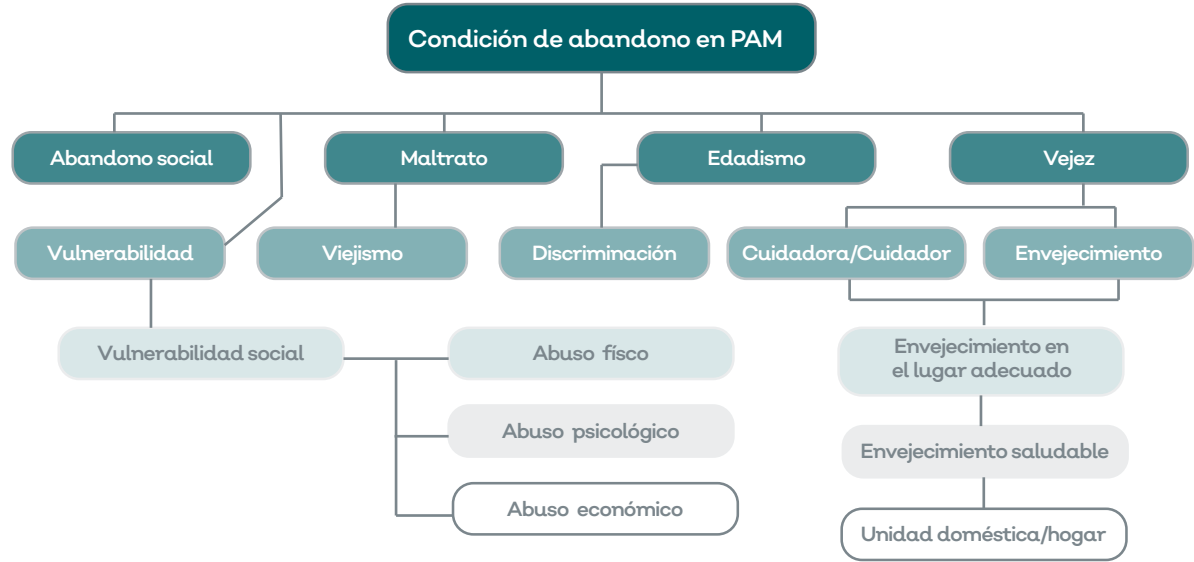 Condición de abandono en PAM
Abandono social
Maltrato
Edadismo
Vejez
Vulnerabilidad
Viejismo
Discriminación
Cuidadora/Cuidador
Envejecimiento
Vulnerabilidad social
Abuso físco
Envejecimiento en
el lugar adecuado
Abuso psicológico
Envejecimiento saludable
Abuso económico
Unidad doméstica/hogar